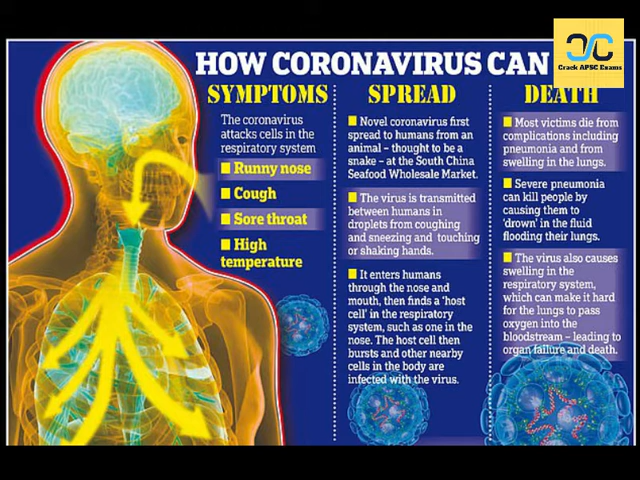 HOW CORONAVIRUS CAN
Crack APSC Exams
SYMPTOMS
The coronavirus
attacks cells in the
respiratory system
Runny nose
Cough
Sore throat
High
temperature
SPREAD
Novel coronavirus first
spread to humans from an
animal – thought to be a
snake – at the South China
Seafood Wholesale Market.
The virus is transmitted
between humans in
droplets from coughing
and sneezing and touching
or shaking hands.
It enters humans
through the nose and
mouth, then finds a 'host
cell' in the respiratory
system, such as one in the
nose. The host cell then
bursts and other nearby
cells in the body are
infected with the virus.
DEATH
Most victims die from
complications including
pneumonia and from
swelling in the lungs.
Severe pneumonia
can kill people by
causing them to
'drown' in the fluid
flooding their lungs.
The virus also causes
swelling in the
respiratory system,
which can make it hard
for the lungs to pass
oxygen into the
bloodstream – leading to
organ failure and death.